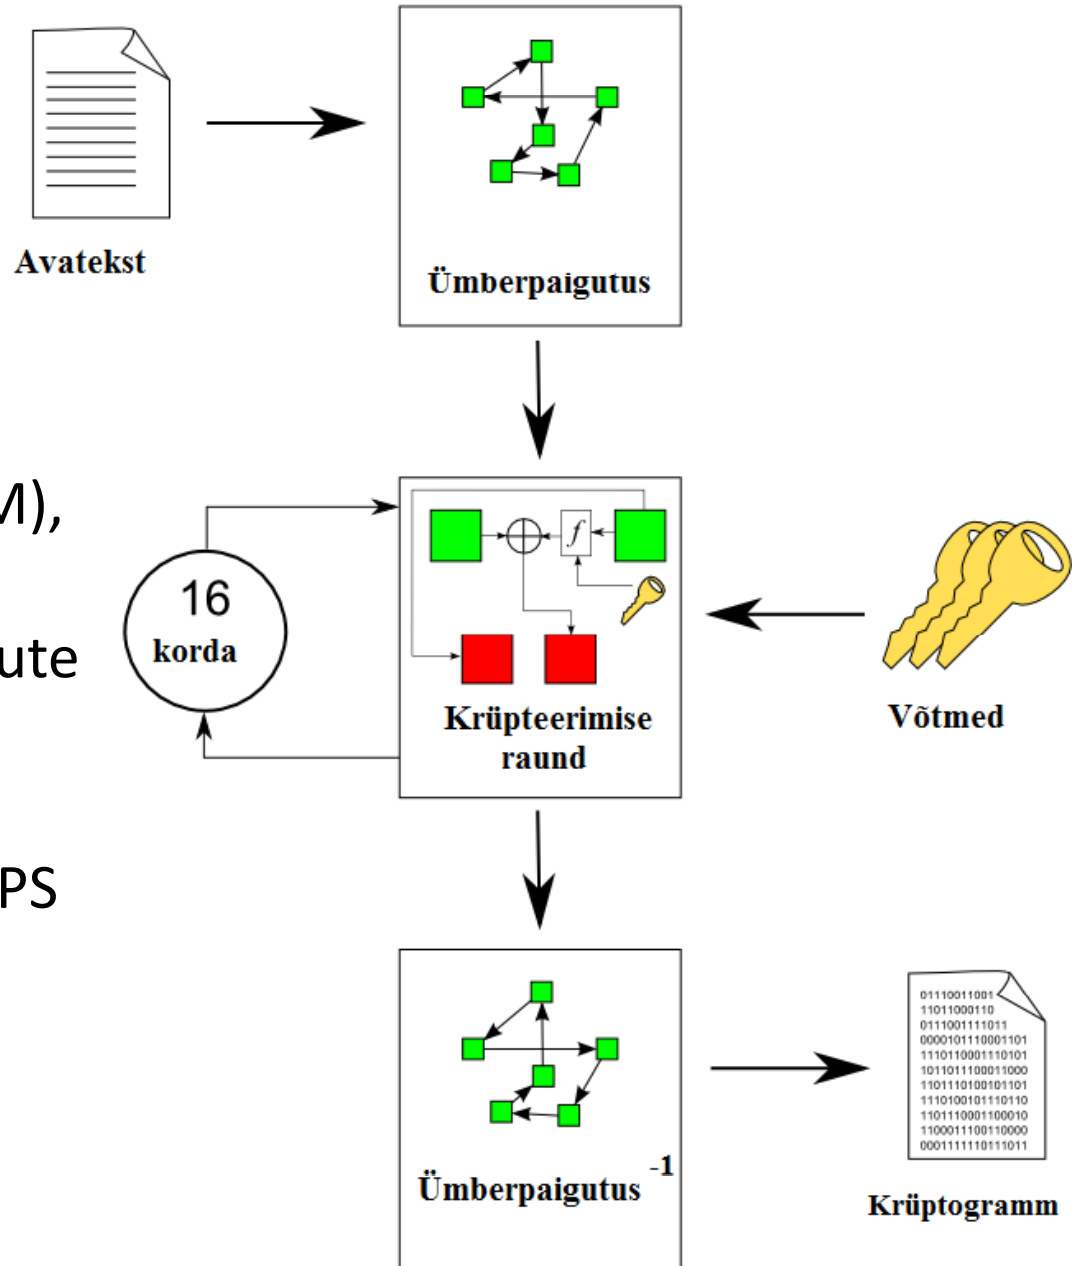 Avatekst
Ümberpaigutus
M),
ute
PS
16
korda
f
Krüpteerimise
raund
Võtmed
Ümberpaigutus -1
01110011001
11011000110
0111001111011
0000101110001101
1110110001110101
1011011100011000
1101110100101101
1110100101110110
1101110001100010
1100011100110000
0001111110111011
Krüptogramm